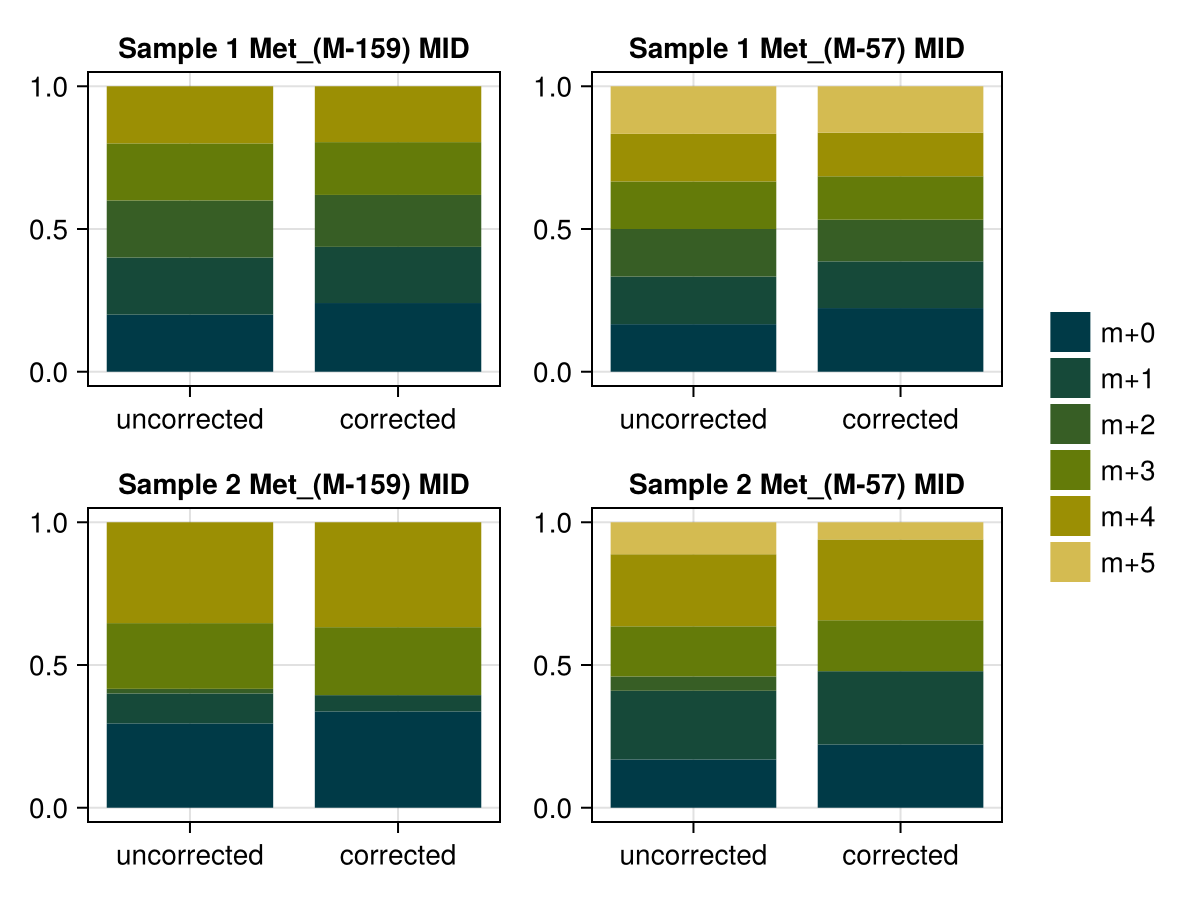 Sample 1 Met_(M-159) MID
1.0
0.5
0.0
uncorrected
corrected
Sample 1 Met_(M-57) MID
1.0
0.5
0.0
uncorrected
corrected
Sample 2 Met_(M-159) MID
1.0
0.5
0.0
uncorrected
corrected
Sample 2 Met_(M-57) MID
1.0
0.5
0.0
uncorrected
corrected
m+0
m+1
m+2
m+3
m+4
m+5